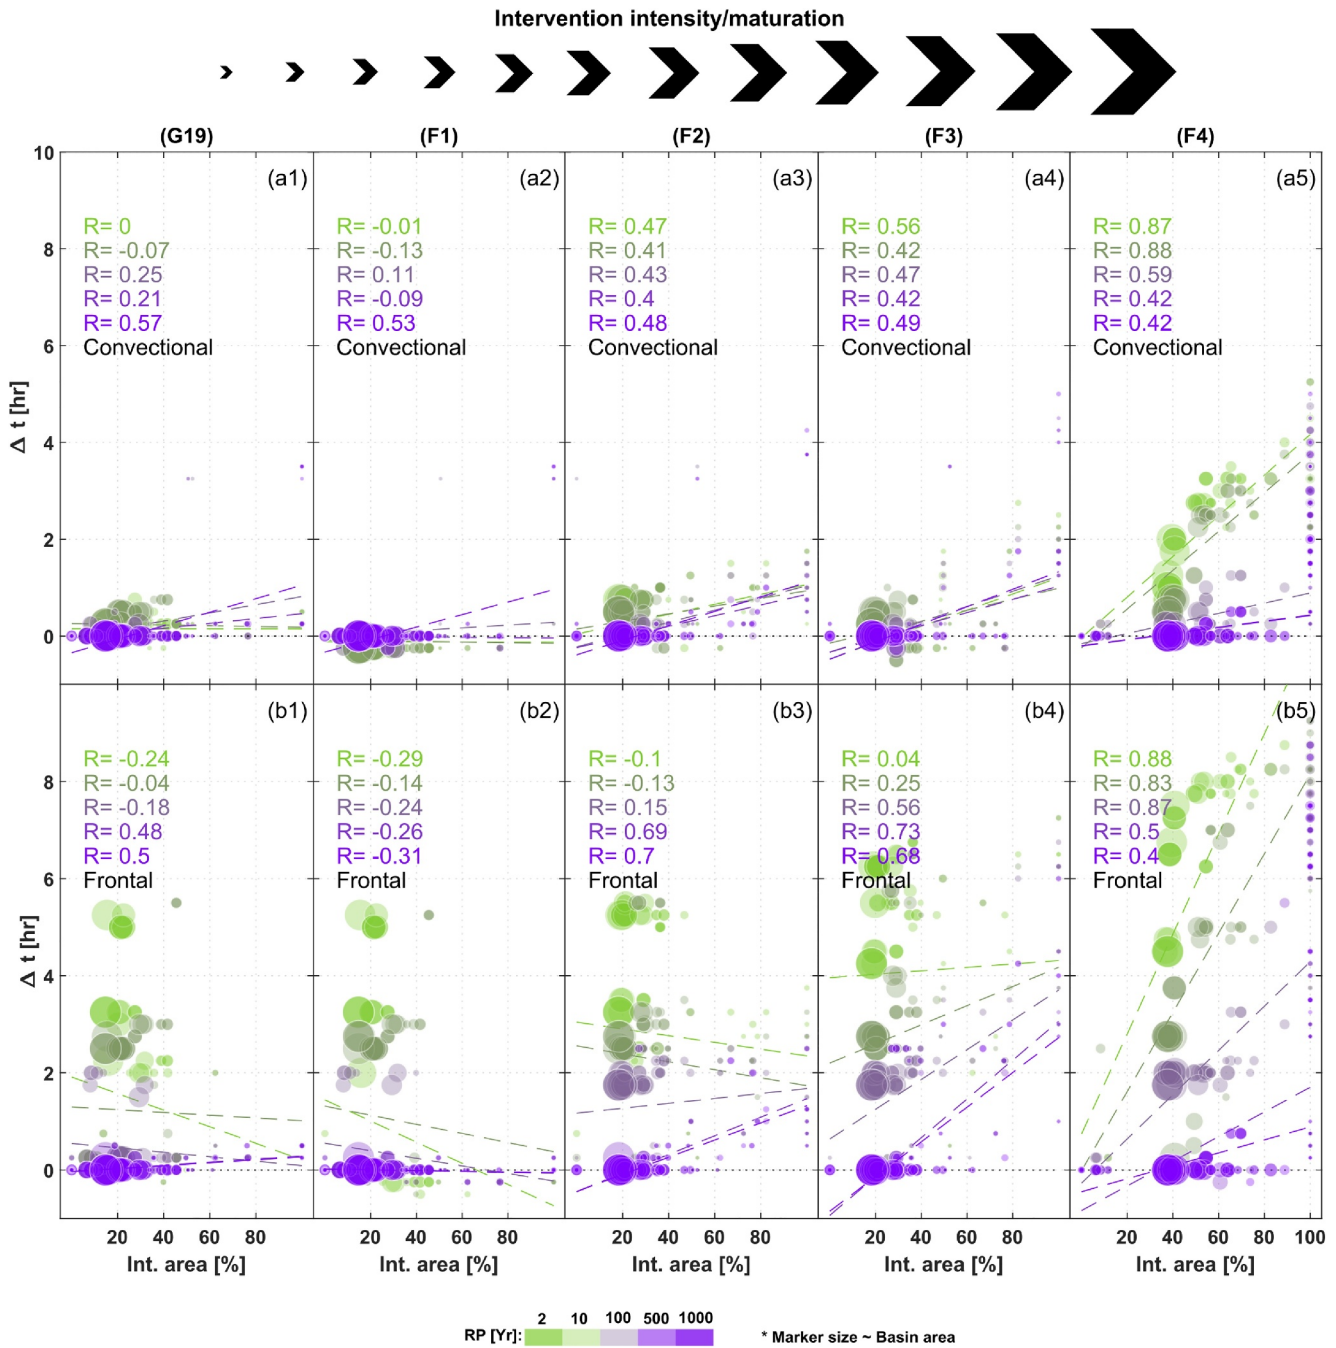 Intervention intensity/maturation
(G19) (F1) (F2) (F3) (F4)
(a1) (a2) (a3) (a4) (a5)
10
8
6
4
2
0
Δ t [hr]
R= 0
R= -0.07
R= 0.25
R= 0.21
R= 0.57
Convectional
R= -0.01
R= -0.13
R= 0.11
R= -0.09
R= 0.53
Convectional
R= 0.47
R= 0.41
R= 0.43
R= 0.4
R= 0.48
Convectional
R= 0.56
R= 0.42
R= 0.47
R= 0.42
R= 0.49
Convectional
R= 0.87
R= 0.88
R= 0.59
R= 0.42
R= 0.42
Convectional
(b1) (b2) (b3) (b4) (b5)
8
6
4
2
0
Δ t [hr]
R= -0.24
R= -0.04
R= -0.18
R= 0.48
R= 0.5
Frontal
R= -0.29
R= -0.14
R= -0.24
R= -0.26
R= -0.31
Frontal
R= -0.1
R= -0.13
R= 0.15
R= 0.69
R= 0.7
Frontal
R= 0.04
R= 0.25
R= 0.56
R= 0.73
R= 0.68
Frontal
R= 0.88
R= 0.83
R= 0.87
R= 0.5
R= 0.4
Frontal
20 40 60 80 20 40 60 80 20 40 60 80 20 40 60 80 20 40 60 80 100
Int. area [%] Int. area [%] Int. area [%] Int. area [%] Int. area [%]
2 10 100 500 1000
RP [Yr]:
* Marker size ~ Basin area